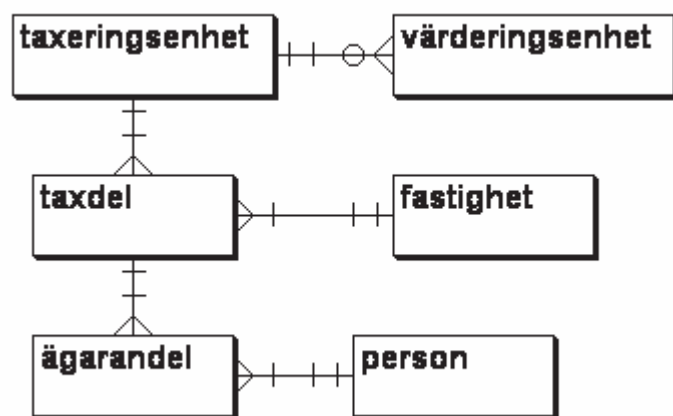 taxeringsenhet
värderingsenhet
taxdel
fastighet
ägarandel
person